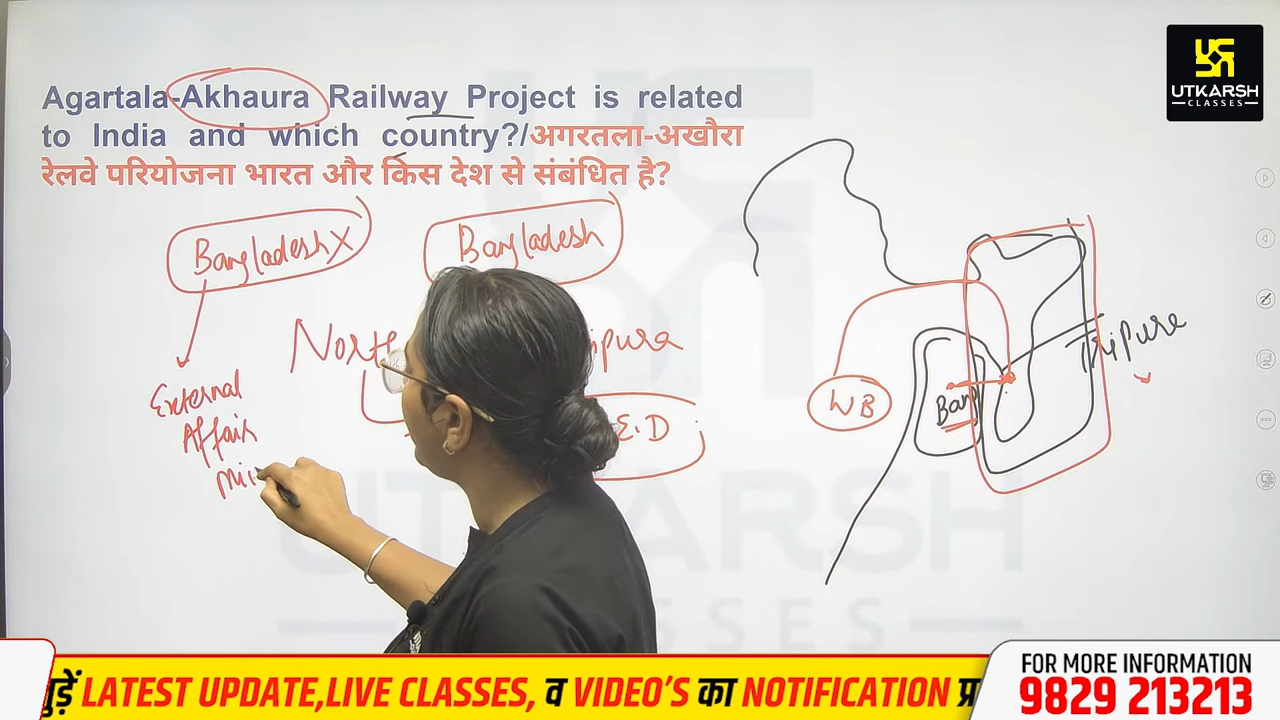 UTKARSH
CLASSES
Agartala-Akhaura Railway Project is related
to India and which country?/अगरतला-अखौरा
रेलवे परियोजना भारत और किस देश से संबंधित है?
Bangladesh X
Bangladesh
External
Affair
Tripura
WB
E.D
FOR MORE INFORMATION
9829 213213
LATEST UPDATE,LIVE CLASSES, व VIDEO'S का NOTIFICATION